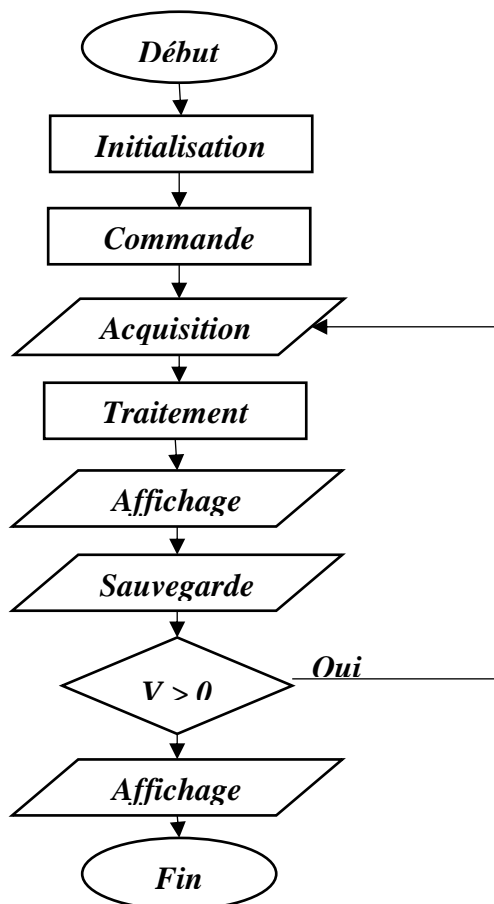 Début
Initialisation
Commande
Acquisition
Traitement
Affichage
Sauvegarde
Oui
V > 0
Affichage
Fin